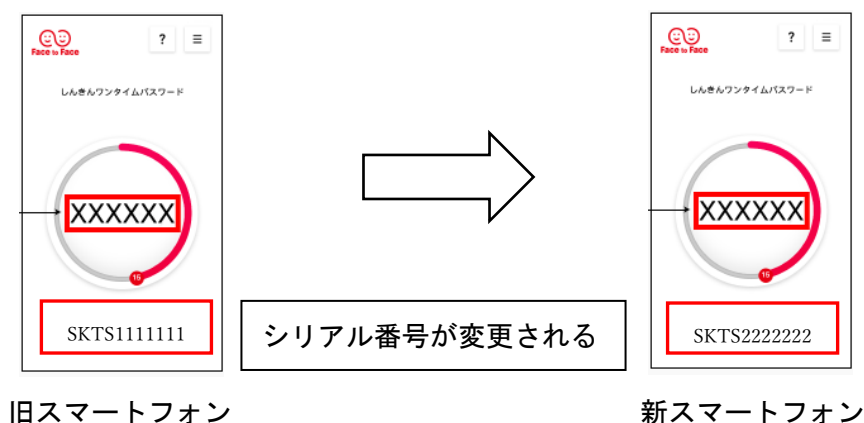 Face to Face
?
≡
しんきんワンタイムパスワード
XXXXXX
15
SKTS1111111
旧スマートフォン
シリアル番号が変更される
Face to Face
?
≡
しんきんワンタイムパスワード
XXXXXX
15
SKTS2222222
新スマートフォン